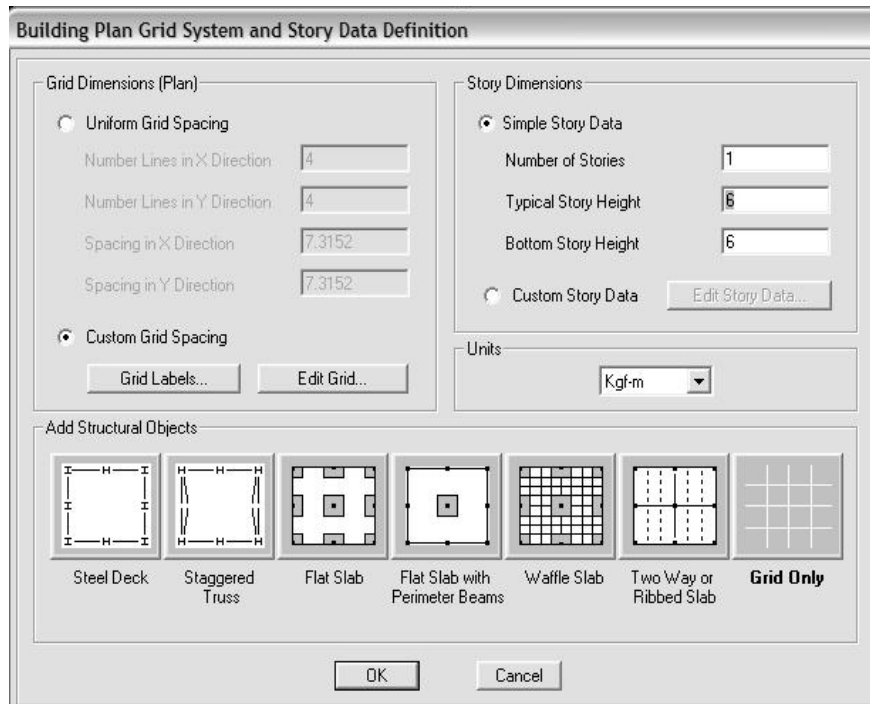 Building Plan Grid System and Story Data Definition
Grid Dimensions (Plan)
Uniform Grid Spacing
Number Lines in X Direction 4
Number Lines in Y Direction 4
Spacing in X Direction 7.3152
Spacing in Y Direction 7.3152
Custom Grid Spacing
Grid Labels... Edit Grid...
Story Dimensions
Simple Story Data
Number of Stories 1
Typical Story Height 6
Bottom Story Height 6
Custom Story Data Edit Story Data...
Units
Kgf-m
Add Structural Objects
Steel Deck
Staggered
Truss
Flat Slab
Flat Slab with
Perimeter Beams
Waffle Slab
Two Way or
Ribbed Slab
Grid Only
OK Cancel